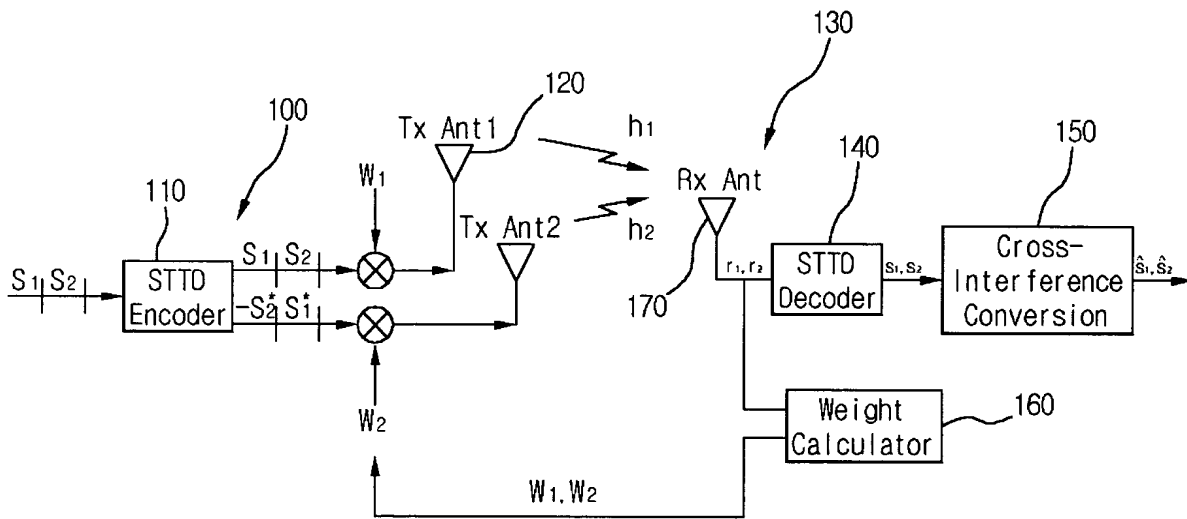 130
120
100
Tx Ant1
h1
140
150
110
W1
Rx Ant
Tx Ant2
h2
S1 S2
STTD
Encoder
S1 S2
-S2* S1*
170
r1, r2
STTD
Decoder
S1, S2
Cross-
Interference
Conversion
ŝ1, ŝ2
W2
Weight
Calculator
160
W1, W2